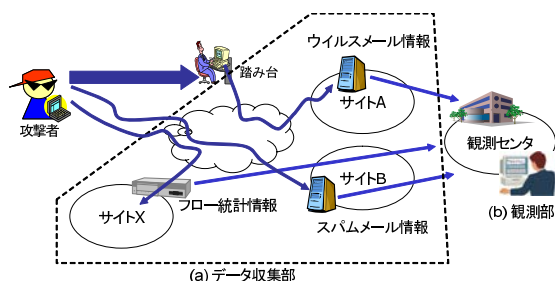 ウイルスメール情報
踏み台
サイトA
攻撃者
観測センタ
サイトB
フロー統計情報
サイトX
スパムメール情報
(b) 観測部
(a) データ収集部